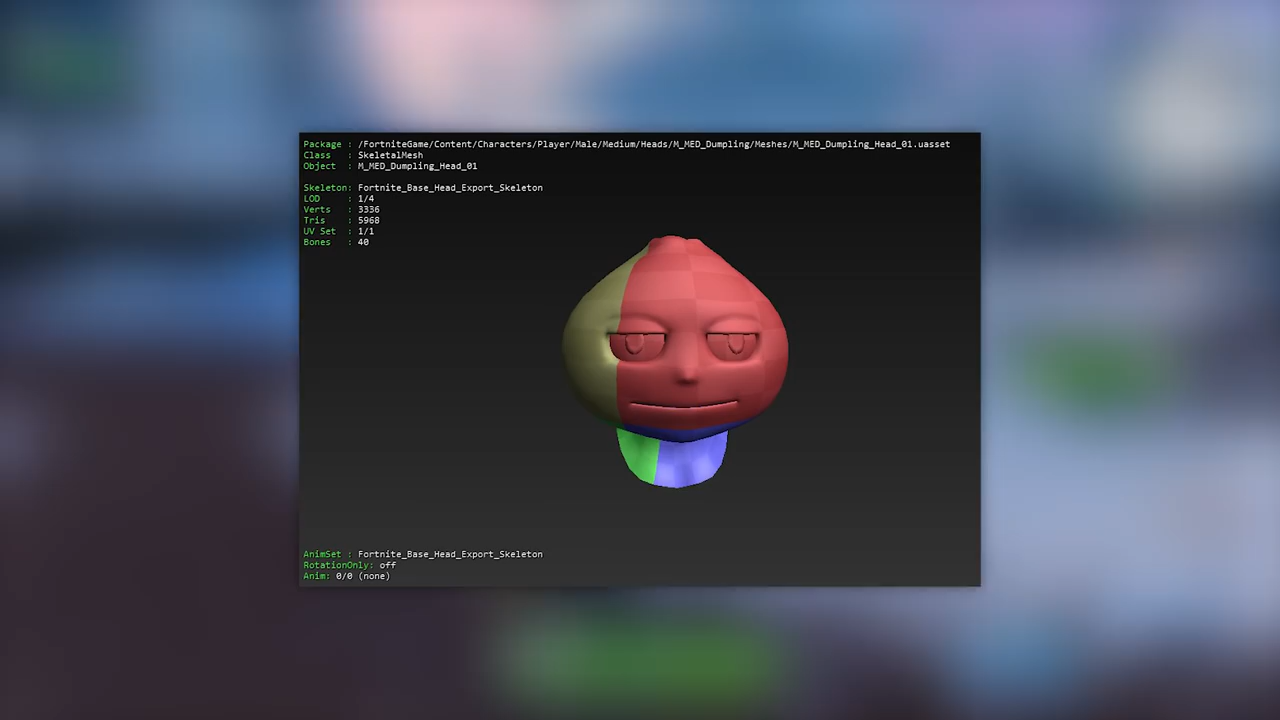 Package : /FortniteGame/Content/Characters/Player/Male/Medium/Heads/M_MED_Dumpling/Meshes/M_MED_Dumpling_Head_01.uasset
Class : SkeletalMesh
Object : M_MED_Dumpling_Head_01
Skeleton: Fortnite_Base_Head_Export_Skeleton
LOD : 1/4
Verts : 3336
Tris : 5968
UV Set : 1/1
Bones : 40
AnimSet : Fortnite_Base_Head_Export_Skeleton
RotationOnly: off
Anim: 0/0 (none)